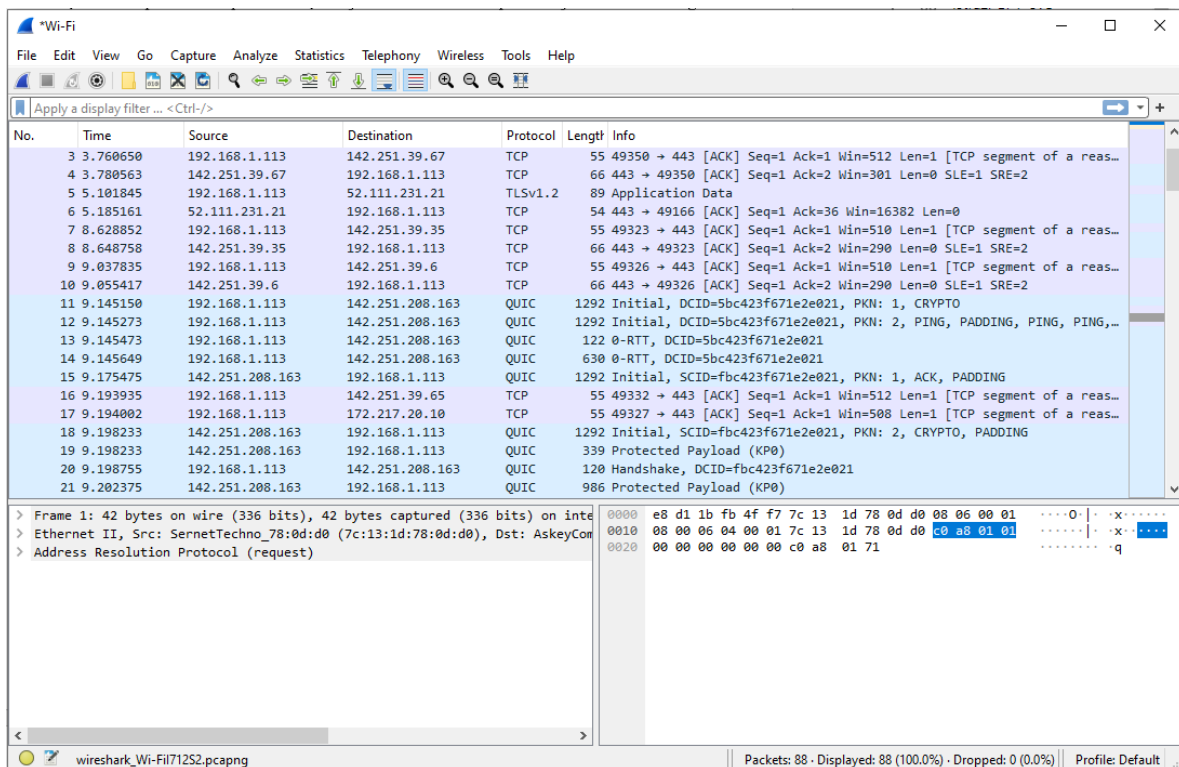 *Wi-Fi
File Edit View Go Capture Analyze Statistics Telephony Wireless Tools Help
Apply a display filter ... <Ctrl-/>
No. Time Source Destination Protocol Length Info
3 3.760650 192.168.1.113 142.251.39.67 TCP 55 49350 → 443 [ACK] Seq=1 Ack=1 Win=512 Len=1 [TCP segment of a reas…
4 3.780563 142.251.39.67 192.168.1.113 TCP 66 443 → 49350 [ACK] Seq=1 Ack=2 Win=301 Len=0 SLE=1 SRE=2
5 5.101845 192.168.1.113 52.111.231.21 TLSv1.2 89 Application Data
6 5.185161 52.111.231.21 192.168.1.113 TCP 54 443 → 49166 [ACK] Seq=1 Ack=36 Win=16382 Len=0
7 8.628852 192.168.1.113 142.251.39.35 TCP 55 49323 → 443 [ACK] Seq=1 Ack=1 Win=510 Len=1 [TCP segment of a reas…
8 8.648758 142.251.39.35 192.168.1.113 TCP 66 443 → 49323 [ACK] Seq=1 Ack=2 Win=290 Len=0 SLE=1 SRE=2
9 9.037835 192.168.1.113 142.251.39.6 TCP 55 49326 → 443 [ACK] Seq=1 Ack=1 Win=510 Len=1 [TCP segment of a reas…
10 9.055417 142.251.39.6 192.168.1.113 TCP 66 443 → 49326 [ACK] Seq=1 Ack=2 Win=290 Len=0 SLE=1 SRE=2
11 9.145150 192.168.1.113 142.251.208.163 QUIC 1292 Initial, DCID=5bc423f671e2e021, PKN: 1, CRYPTO
12 9.145273 192.168.1.113 142.251.208.163 QUIC 1292 Initial, DCID=5bc423f671e2e021, PKN: 2, PING, PADDING, PING, PING,…
13 9.145473 192.168.1.113 142.251.208.163 QUIC 122 0-RTT, DCID=5bc423f671e2e021
14 9.145649 192.168.1.113 142.251.208.163 QUIC 630 0-RTT, DCID=5bc423f671e2e021
15 9.175475 142.251.208.163 192.168.1.113 QUIC 1292 Initial, SCID=fbc423f671e2e021, PKN: 1, ACK, PADDING
16 9.193935 192.168.1.113 142.251.39.65 TCP 55 49332 → 443 [ACK] Seq=1 Ack=1 Win=512 Len=1 [TCP segment of a reas…
17 9.194002 192.168.1.113 172.217.20.10 TCP 55 49327 → 443 [ACK] Seq=1 Ack=1 Win=508 Len=1 [TCP segment of a reas…
18 9.198233 142.251.208.163 192.168.1.113 QUIC 1292 Initial, SCID=fbc423f671e2e021, PKN: 2, CRYPTO, PADDING
19 9.198233 142.251.208.163 192.168.1.113 QUIC 339 Protected Payload (KP0)
20 9.198755 192.168.1.113 142.251.208.163 QUIC 120 Handshake, DCID=fbc423f671e2e021
21 9.202375 142.251.208.163 192.168.1.113 QUIC 986 Protected Payload (KP0)
Frame 1: 42 bytes on wire (336 bits), 42 bytes captured (336 bits) on inte
Ethernet II, Src: SernetTechno_78:0d:d0 (7c:13:1d:78:0d:d0), Dst: AskeyCom
Address Resolution Protocol (request)
0000 e8 d1 1b fb 4f f7 7c 13 1d 78 0d d0 08 06 00 01 ····O·|· ·x······
0010 08 00 06 04 00 01 7c 13 1d 78 0d d0 c0 a8 01 01 ······|· ·x······
0020 00 00 00 00 00 00 c0 a8 01 71 ········ ·q
wireshark_Wi-FiI712S2.pcapng
Packets: 88 · Displayed: 88 (100.0%) · Dropped: 0 (0.0%)
Profile: Default